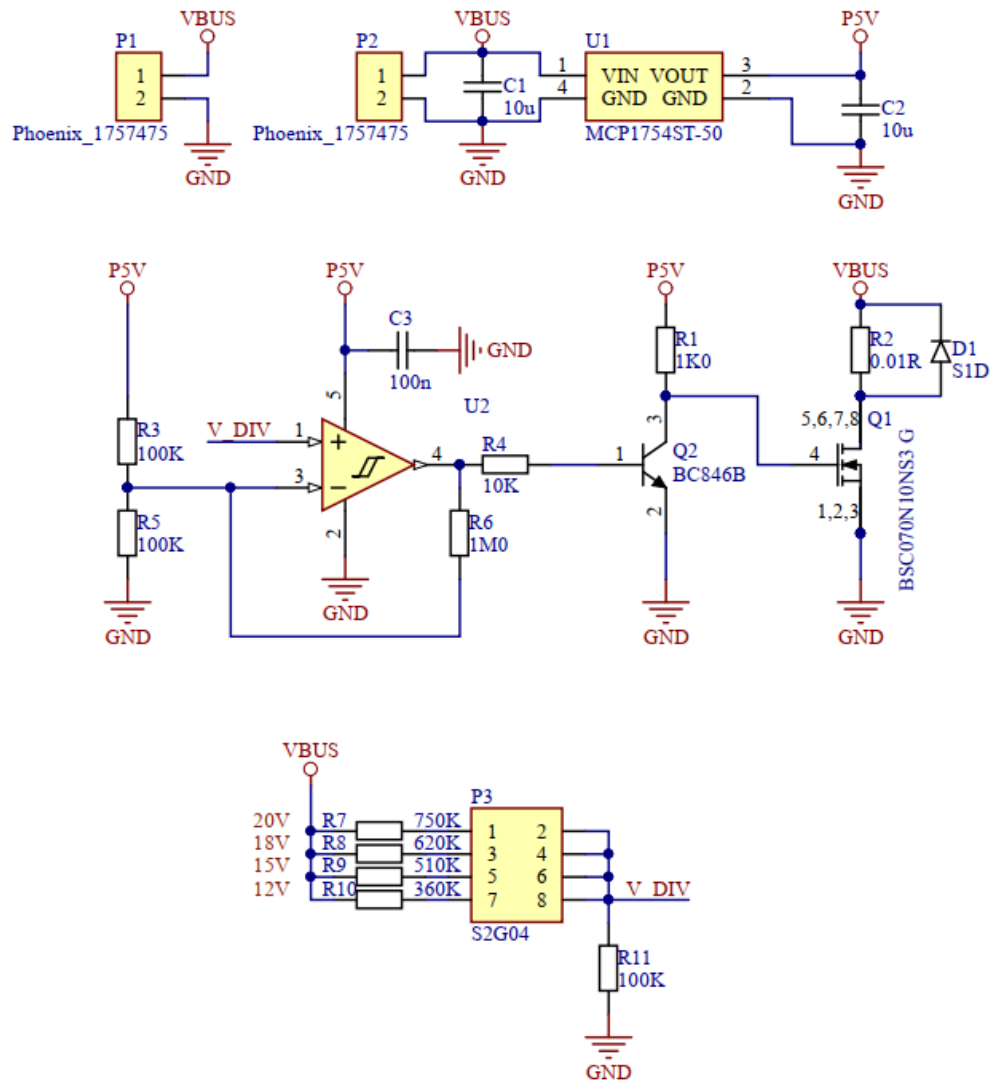 VBUS
VBUS
P5V
P1
1
2
Phoenix_1757475
GND
P2
1
2
Phoenix_1757475
C1
10u
GND
U1
1
4
VIN VOUT
GND GND
3
2
MCP1754ST-50
C2
10u
GND
P5V
P5V
P5V
VBUS
C3
100n
GND
R1
1K0
R2
0.01R
D1
S1D
U2
5
V_DIV
1
+
3
-
4
2
GND
R3
100K
R5
100K
GND
R4
10K
R6
1M0
1
3
Q2
BC846B
2
GND
5,6,7,8
Q1
4
1,2,3
BSC070N10NS3 G
GND
VBUS
P3
20V R7 750K 1 2
18V R8 620K 3 4
15V R9 510K 5 6
12V R10 360K 7 8 V_DIV
S2G04
R11
100K
GND